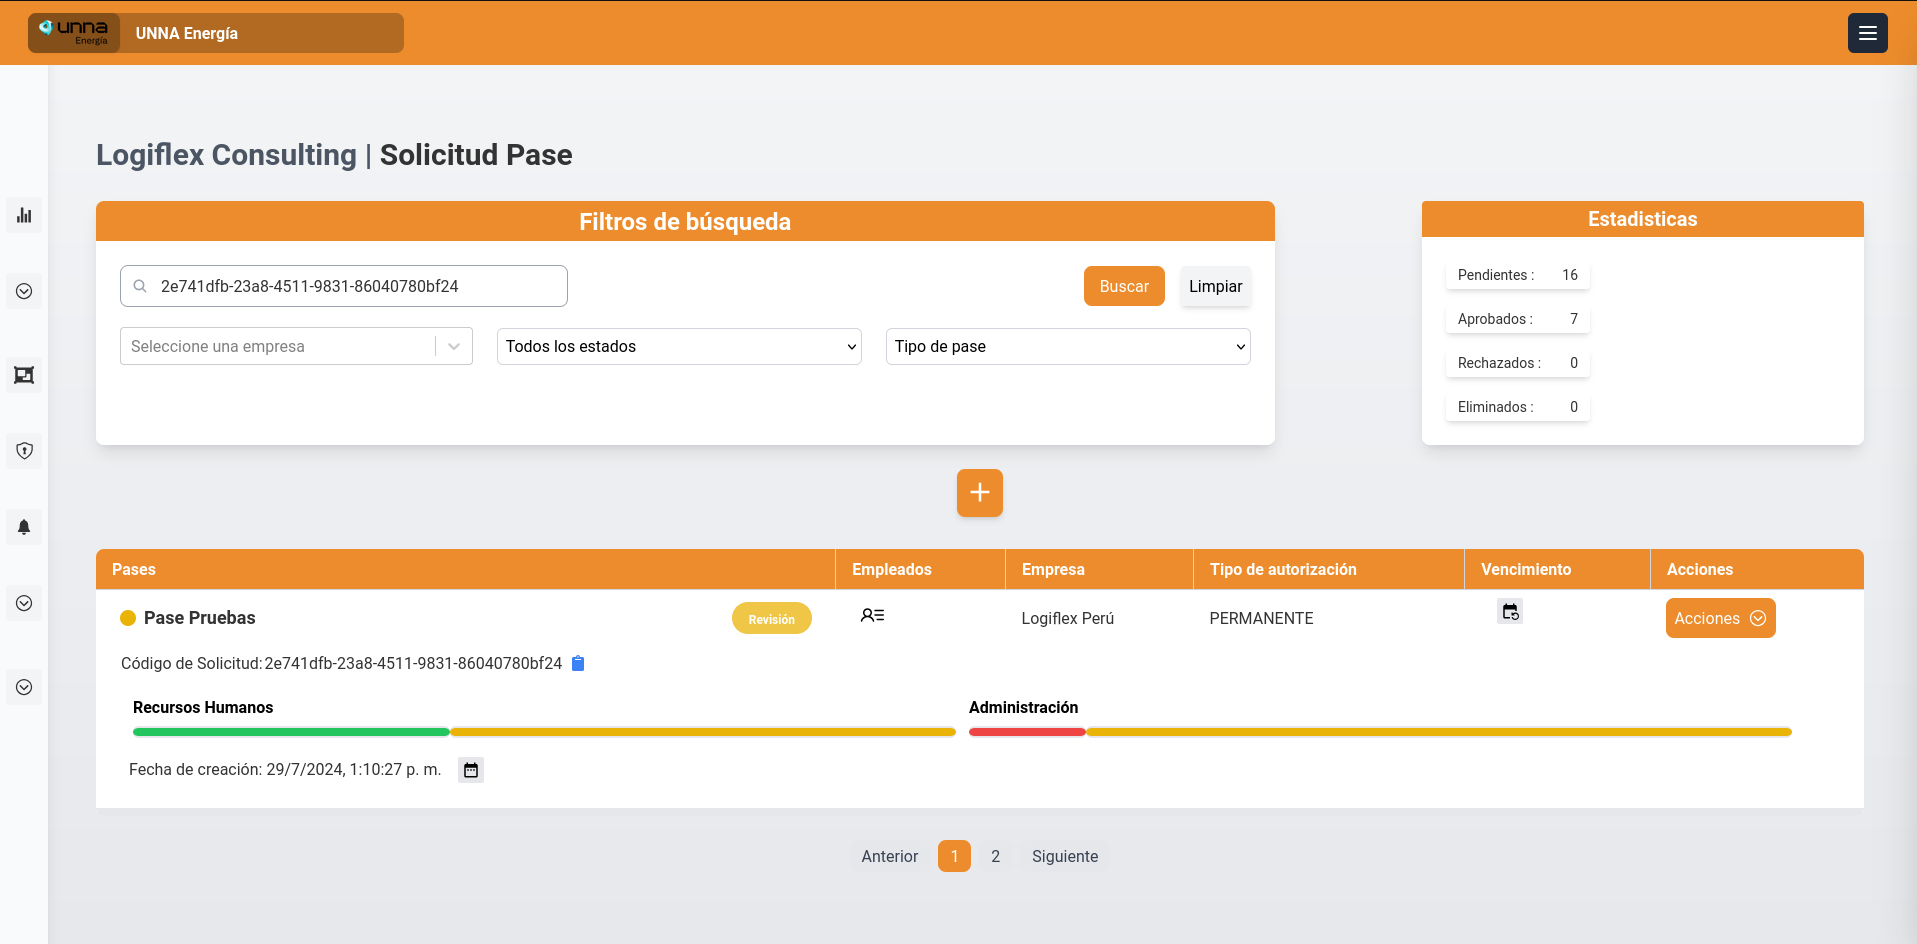 unna
Energía
UNNA Energía
Logiflex Consulting | Solicitud Pase
Filtros de búsqueda
2e741dfb-23a8-4511-9831-86040780bf24
Buscar
Limpiar
Seleccione una empresa
Todos los estados
Tipo de pase
Estadisticas
Pendientes : 16
Aprobados : 7
Rechazados : 0
Eliminados : 0
+
Pases Empleados Empresa Tipo de autorización Vencimiento Acciones
Pase Pruebas Revisión Logiflex Perú PERMANENTE Acciones
Código de Solicitud: 2e741dfb-23a8-4511-9831-86040780bf24
Recursos Humanos Administración
Fecha de creación: 29/7/2024, 1:10:27 p. m.
Anterior 1 2 Siguiente